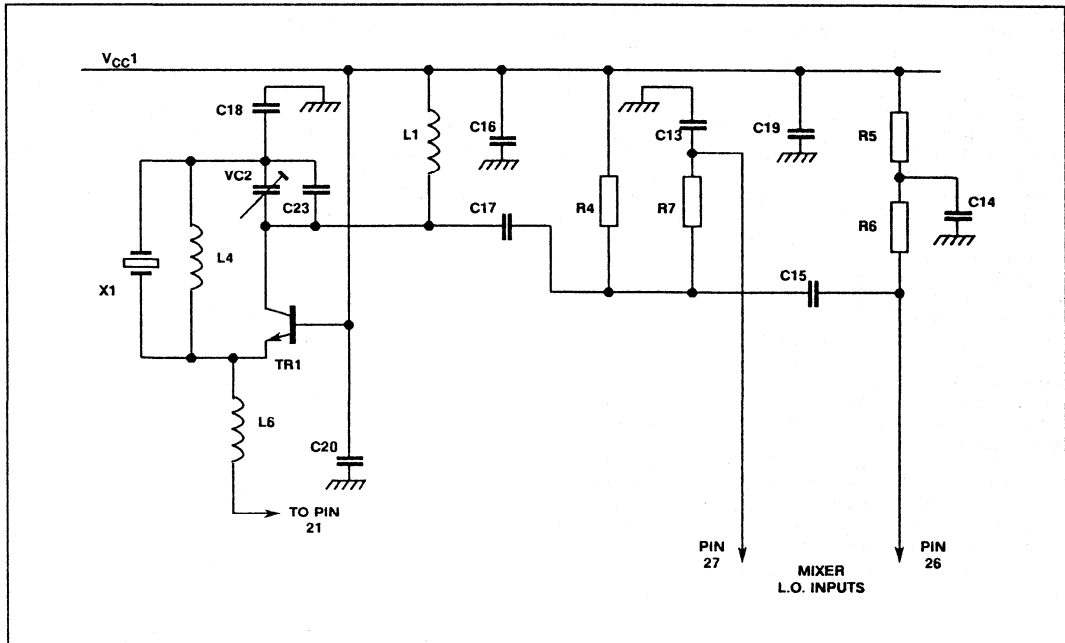 VCC1
C18
L1
C16
C13
C19
R5
VC2
C23
C17
R4
R7
C14
R6
X1
L4
C15
TR1
L6
C20
TO PIN
21
PIN
27
PIN
26
MIXER
L.O. INPUTS